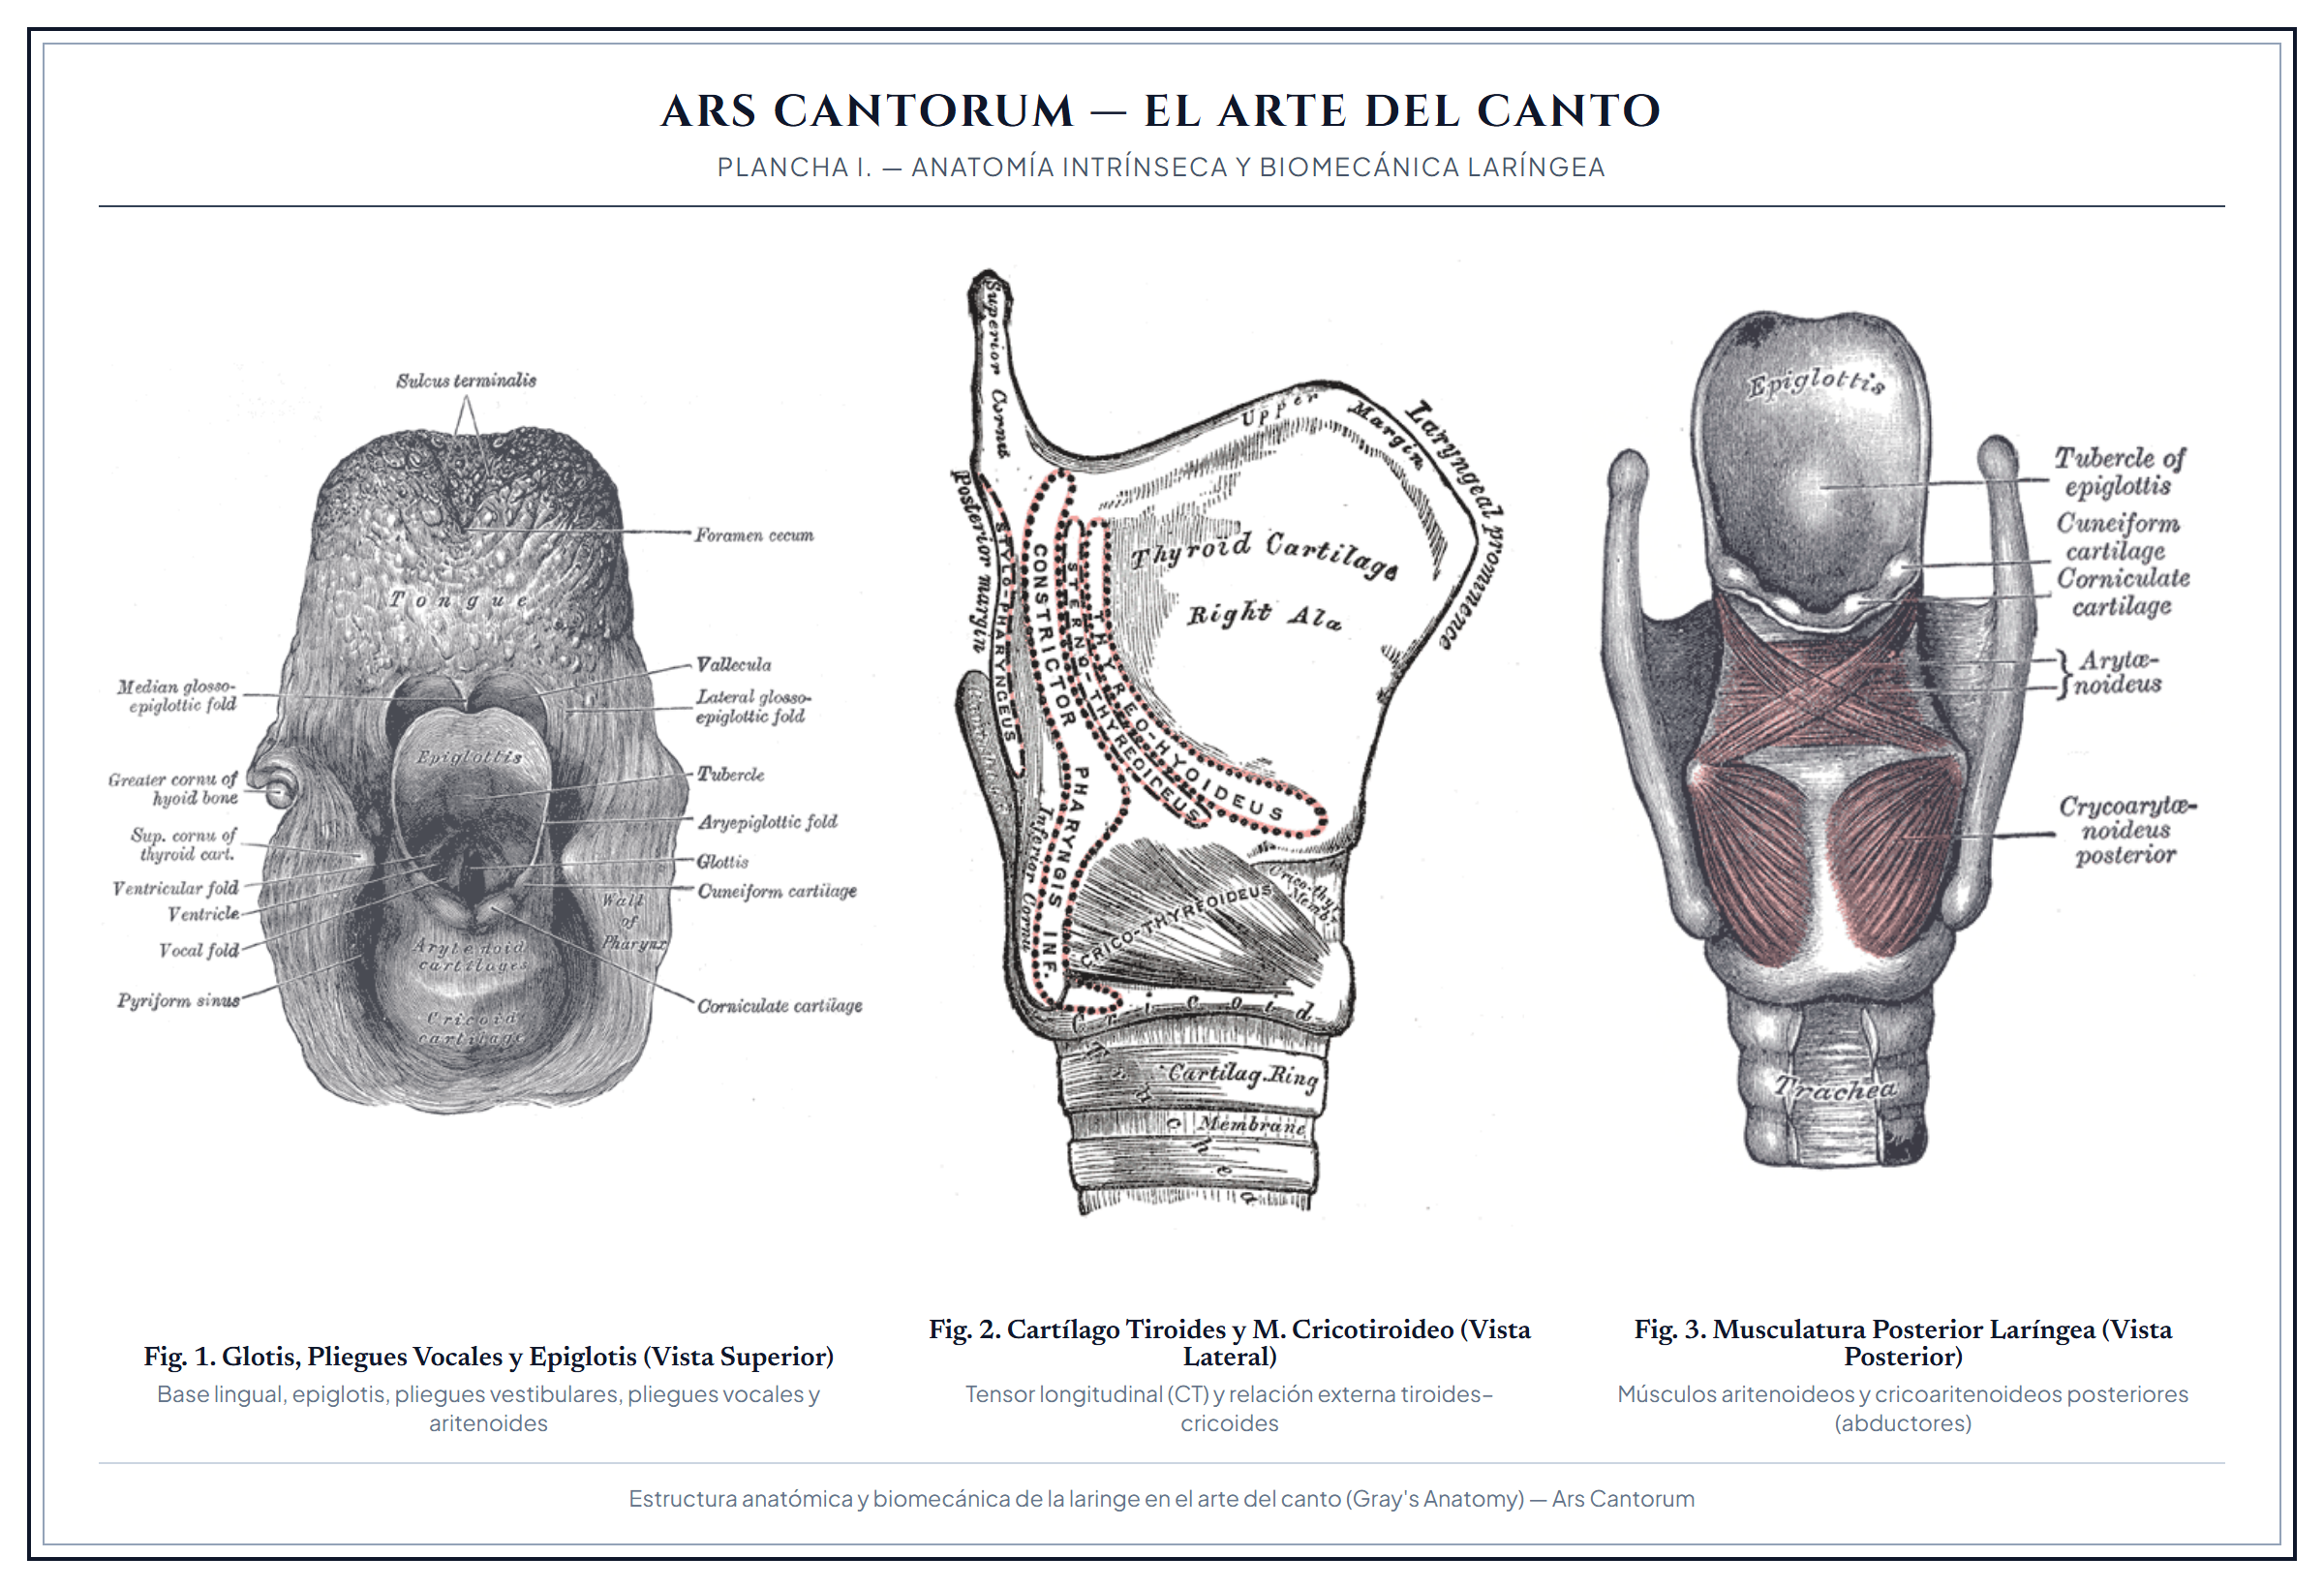 ARS CANTORUM — EL ARTE DEL CANTO
PLANCHA I. — ANATOMÍA INTRÍNSECA Y BIOMECÁNICA LARÍNGEA
Sulcus terminalis
Foramen cecum
Tongue
Vallecula
Median glosso-
epiglottic fold
Lateral glosso-
epiglottic fold
Epiglottis
Greater cornu of
hyoid bone
Tubercle
Aryepiglottic fold
Sup. cornu of
thyroid cart.
Glottis
Ventricular fold
Cuneiform cartilage
Ventricle
Wall
of
Pharynx
Vocal fold
Arytenoid
cartilages
Pyriform sinus
Corniculate cartilage
Cricoid
cartilage
Superior Cornu
Upper Margin
Laryngeal prominence
Posterior margin
STYLO-PHARYNGEUS
CONSTRICTOR
PHARYNGIS INF.
STERNO-THYREOIDEUS
THYREO-HYOIDEUS
Thyroid Cartilage
Right Ala
Inferior Cornu
CRICO-THYREOIDEUS
Crico-thyr.
Memb.
Cricoid
Trachea
Cartilag. Ring
Membrane
Epiglottis
Tubercle of
epiglottis
Cuneiform
cartilage
Corniculate
cartilage
Arytæ-
noideus
Crycoarytæ-
noideus
posterior
Trachea
Fig. 1. Glotis, Pliegues Vocales y Epiglotis (Vista Superior)
Base lingual, epiglotis, pliegues vestibulares, pliegues vocales y
aritenoides
Fig. 2. Cartílago Tiroides y M. Cricotiroideo (Vista
Lateral)
Tensor longitudinal (CT) y relación externa tiroides–
cricoides
Fig. 3. Musculatura Posterior Laríngea (Vista
Posterior)
Músculos aritenoideos y cricoaritenoideos posteriores
(abductores)
Estructura anatómica y biomecánica de la laringe en el arte del canto (Gray's Anatomy) — Ars Cantorum